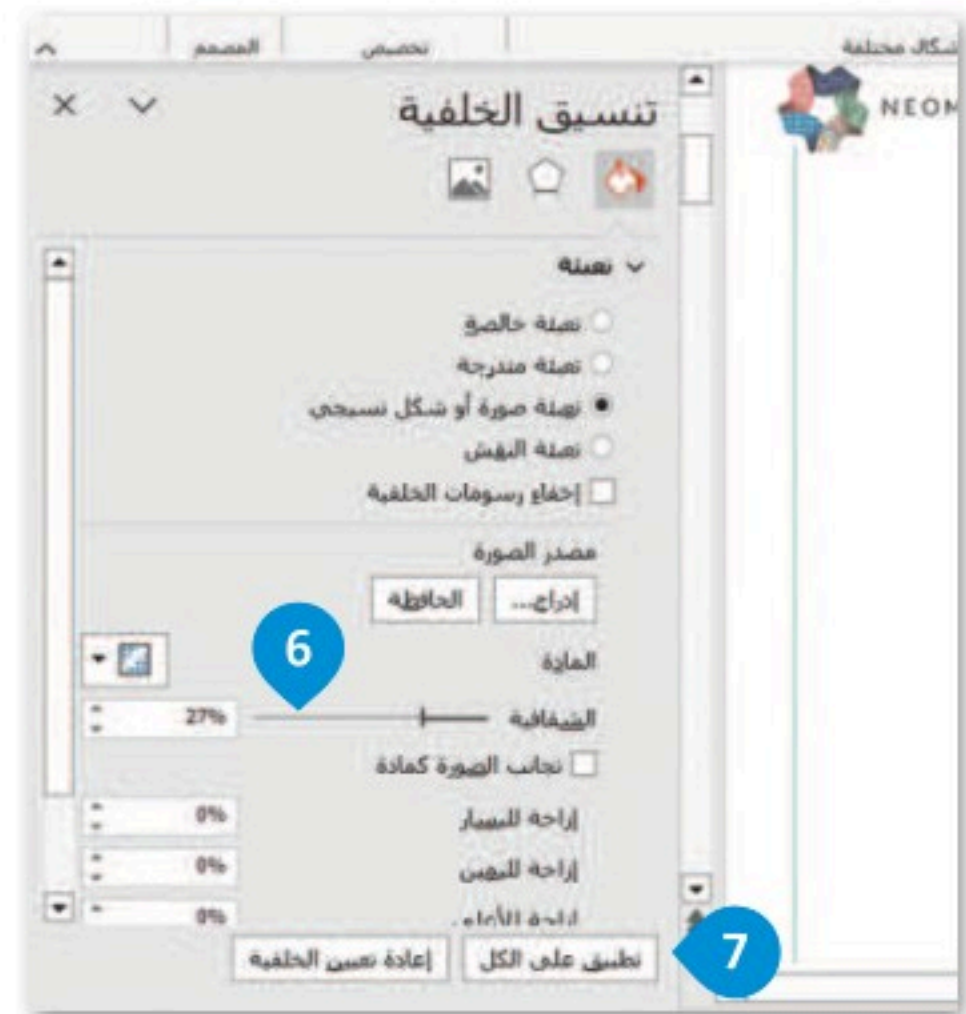 أشكال مختلفة تخصيص المصمم
NEOM
تنسيق الخلفية
تعبئة
تعبئة خالصة
تعبئة متدرجة
تعبئة صورة أو شكل نسيجي
تعبئة النقش
إخفاء رسومات الخلفية
مصدر الصورة
إدراج... الحافظة
6
المادة
الشفافية 27%
تجانب الصورة كمادة
إزاحة لليسار 0%
إزاحة لليمين 0%
إزاحة للأعلى 0%
تطبيق على الكل إعادة تعيين الخلفية
7